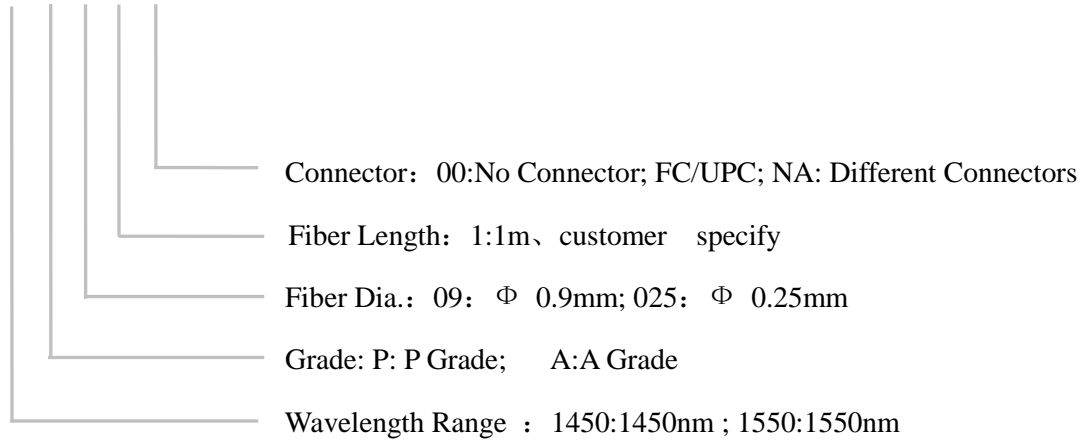 Connector：00:No Connector; FC/UPC; NA: Different Connectors
Fiber Length：1:1m、customer specify
Fiber Dia.：09：Φ 0.9mm; 025：Φ 0.25mm
Grade: P: P Grade; A:A Grade
Wavelength Range ：1450:1450nm ; 1550:1550nm